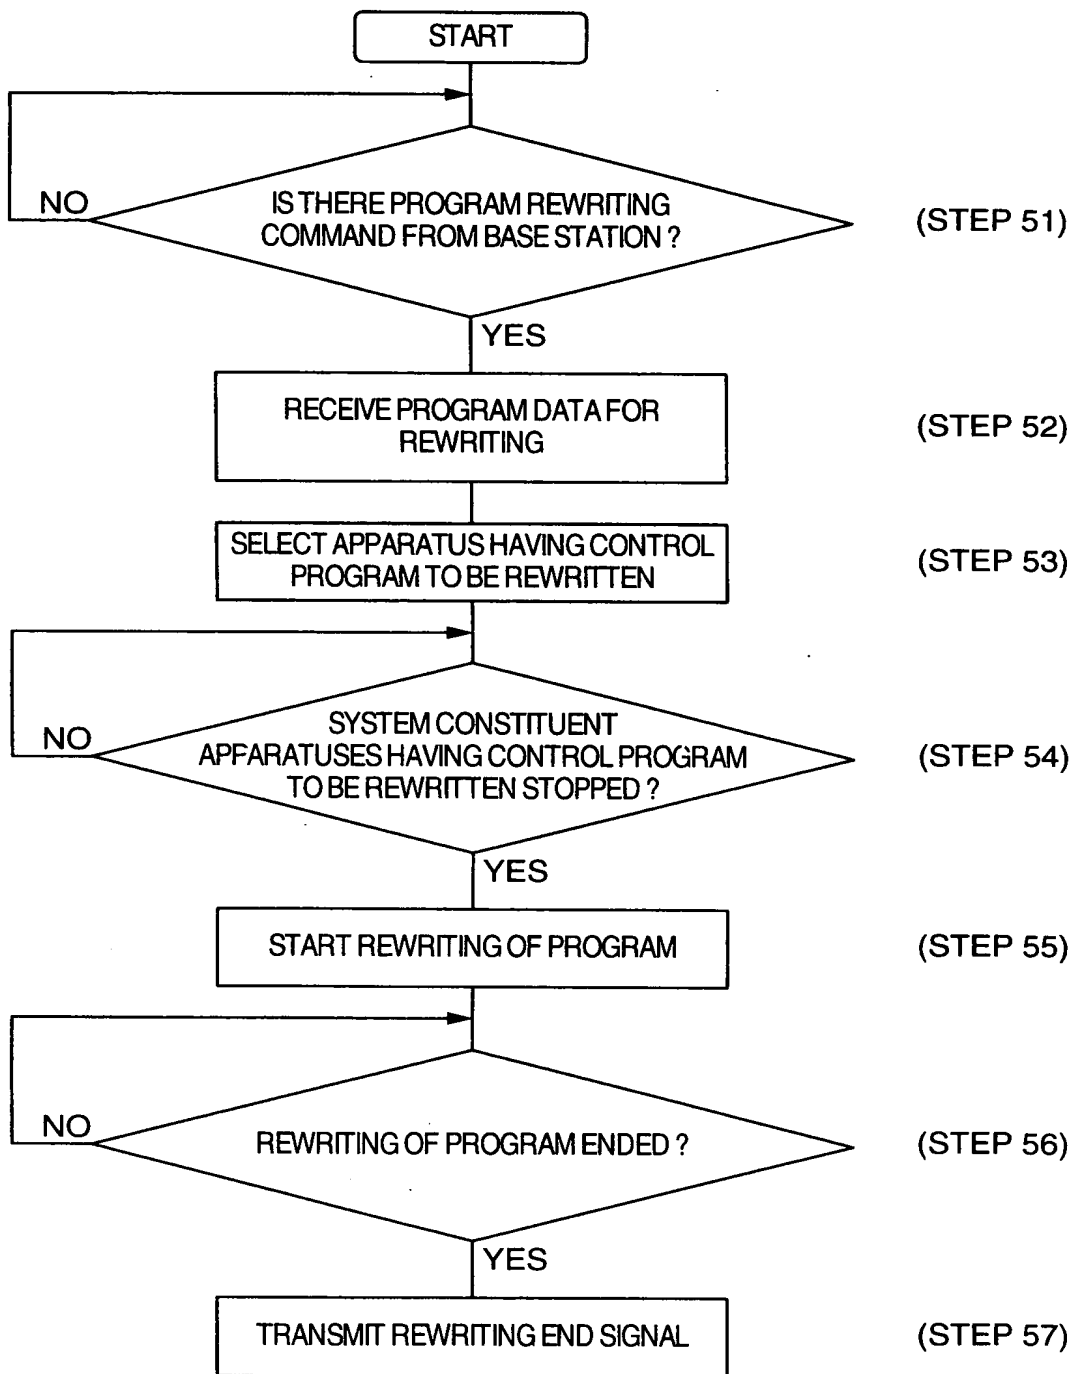 START
NO
IS THERE PROGRAM REWRITING
COMMAND FROM BASE STATION ?
(STEP 51)
YES
RECEIVE PROGRAM DATA FOR
REWRITING
(STEP 52)
SELECT APPARATUS HAVING CONTROL
PROGRAM TO BE REWRITTEN
(STEP 53)
NO
SYSTEM CONSTITUENT
APPARATUSES HAVING CONTROL PROGRAM
TO BE REWRITTEN STOPPED ?
(STEP 54)
YES
START REWRITING OF PROGRAM
(STEP 55)
NO
REWRITING OF PROGRAM ENDED ?
(STEP 56)
YES
TRANSMIT REWRITING END SIGNAL
(STEP 57)